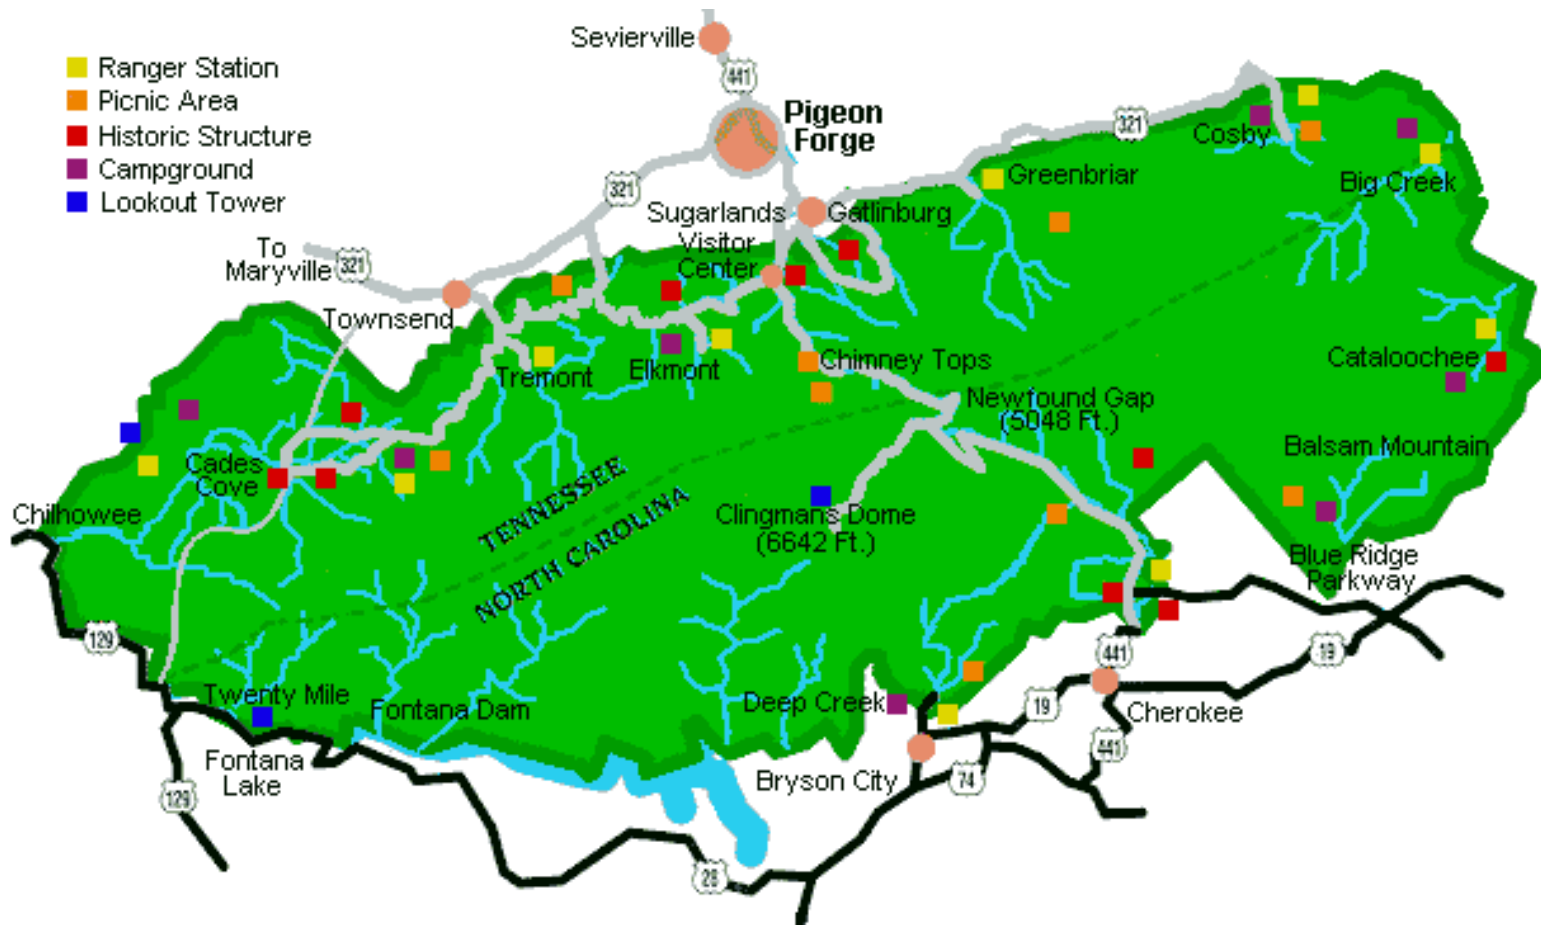 Sevierville
441
Ranger Station
Picnic Area
Historic Structure
Campground
Lookout Tower
Pigeon
Forge
321
Cosby
Big Creek
Greenbriar
321
Sugarlands
Visitor
Center
Gatlinburg
To
Maryville
321
Townsend
Tremont
Elkmont
Chimney Tops
Cataloochee
Newfound Gap
(5048 Ft.)
Balsam Mountain
Cades
Cove
Chilhowee
TENNESSEE
NORTH CAROLINA
Clingmans Dome
(6642 Ft.)
Blue Ridge
Parkway
129
441
19
Twenty Mile
Fontana Dam
Deep Creek
19
Cherokee
441
Fontana
Lake
129
Bryson City
74
28